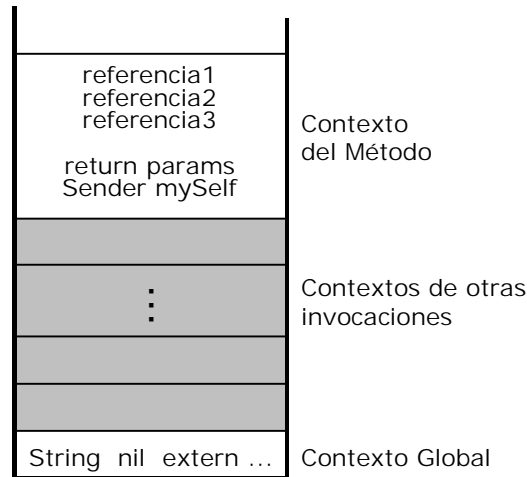 referencia1
referencia2
referencia3
return params
Sender mySelf
Contexto
del Método
⋮
Contextos de otras
invocaciones
String nil extern ...
Contexto Global